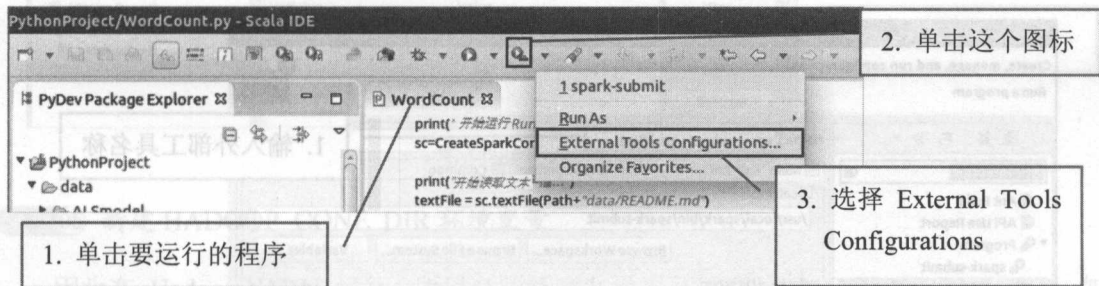 PythonProject/WordCount.py - Scala IDE
2. 单击这个图标
PyDev Package Explorer
WordCount
1 spark-submit
Run As
External Tools Configurations...
Organize Favorites...
print(' 开始运行Run
sc=CreateSparkCon
print("开始读取文本
textFile = sc.textFile(Path+"data/README.md")
PythonProject
data
ALSmodel
1. 单击要运行的程序
3. 选择 External Tools
Configurations